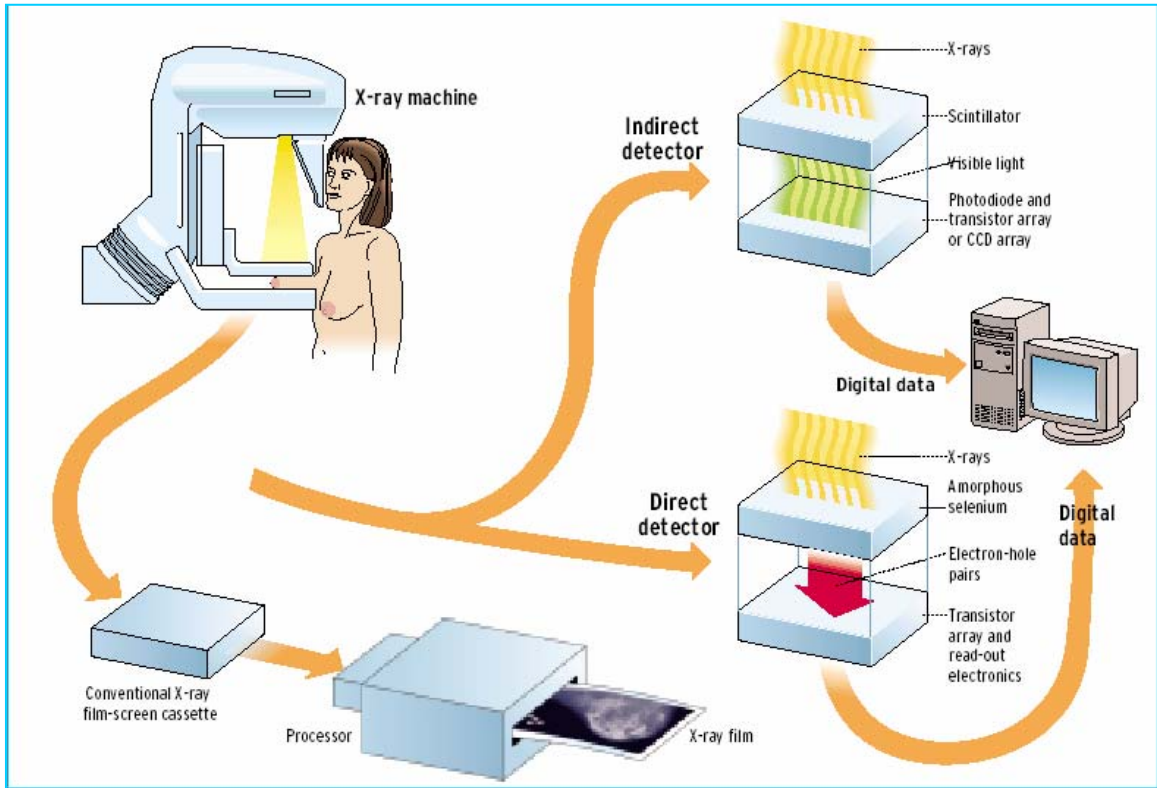 X-ray machine
Indirect
detector
X-rays
Scintillator
Visible light
Photodiode and
transistor array
or CCD array
Digital data
Direct
detector
X-rays
Amorphous
selenium
Electron-hole
pairs
Transistor
array and
read-out
electronics
Digital
data
Conventional X-ray
film-screen cassette
Processor
X-ray film